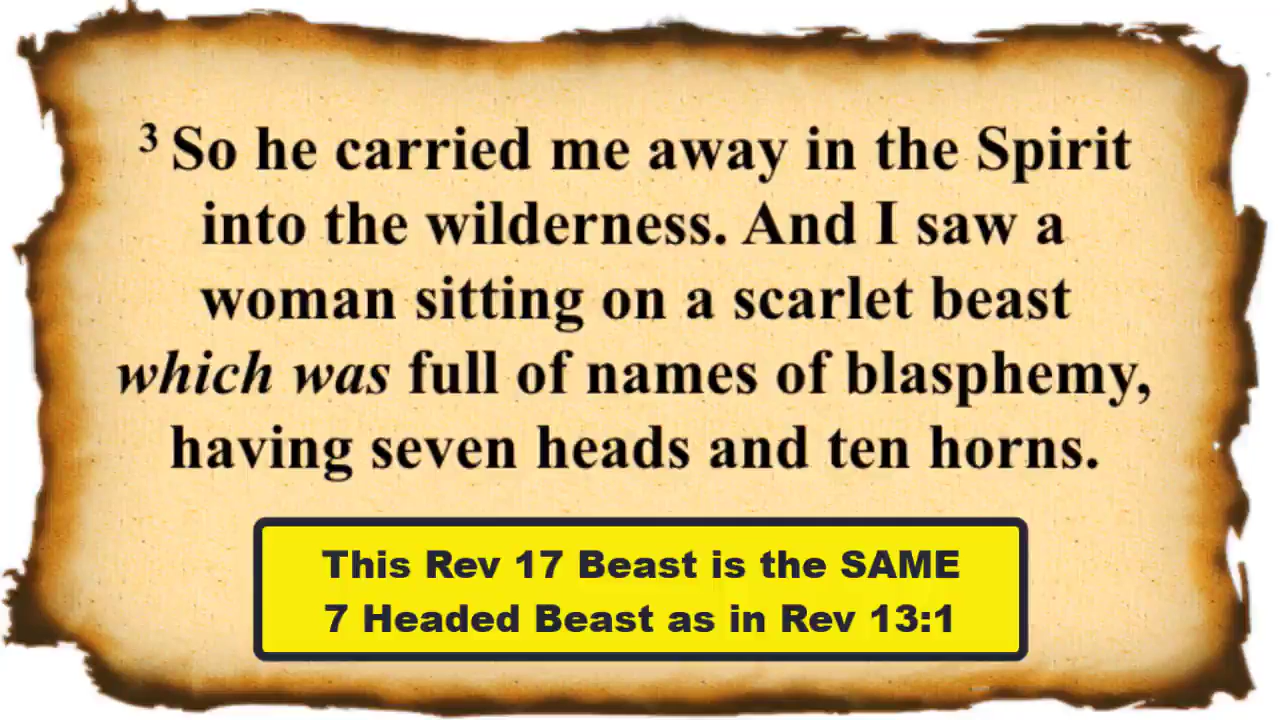 ³ So he carried me away in the Spirit
into the wilderness. And I saw a
woman sitting on a scarlet beast
which was full of names of blasphemy,
having seven heads and ten horns.
This Rev 17 Beast is the SAME
7 Headed Beast as in Rev 13:1